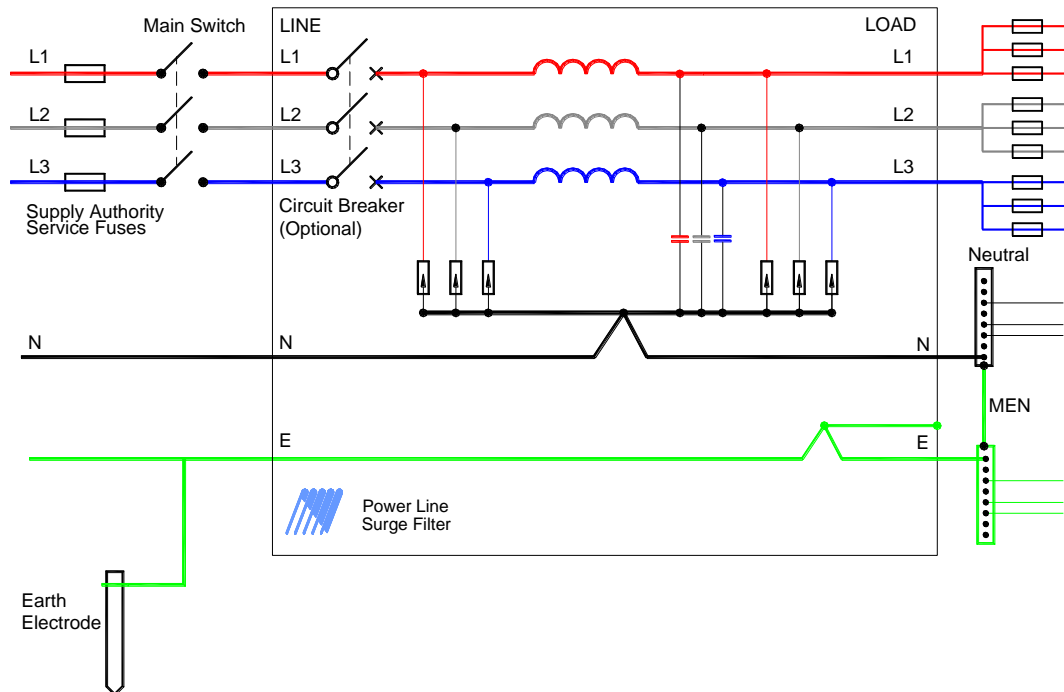 Main Switch
LINE
LOAD
L1
L1
L1
L2
L2
L2
L3
L3
L3
Supply Authority
Service Fuses
Circuit Breaker
(Optional)
Neutral
N
N
N
MEN
E
E
Power Line
Surge Filter
Earth
Electrode